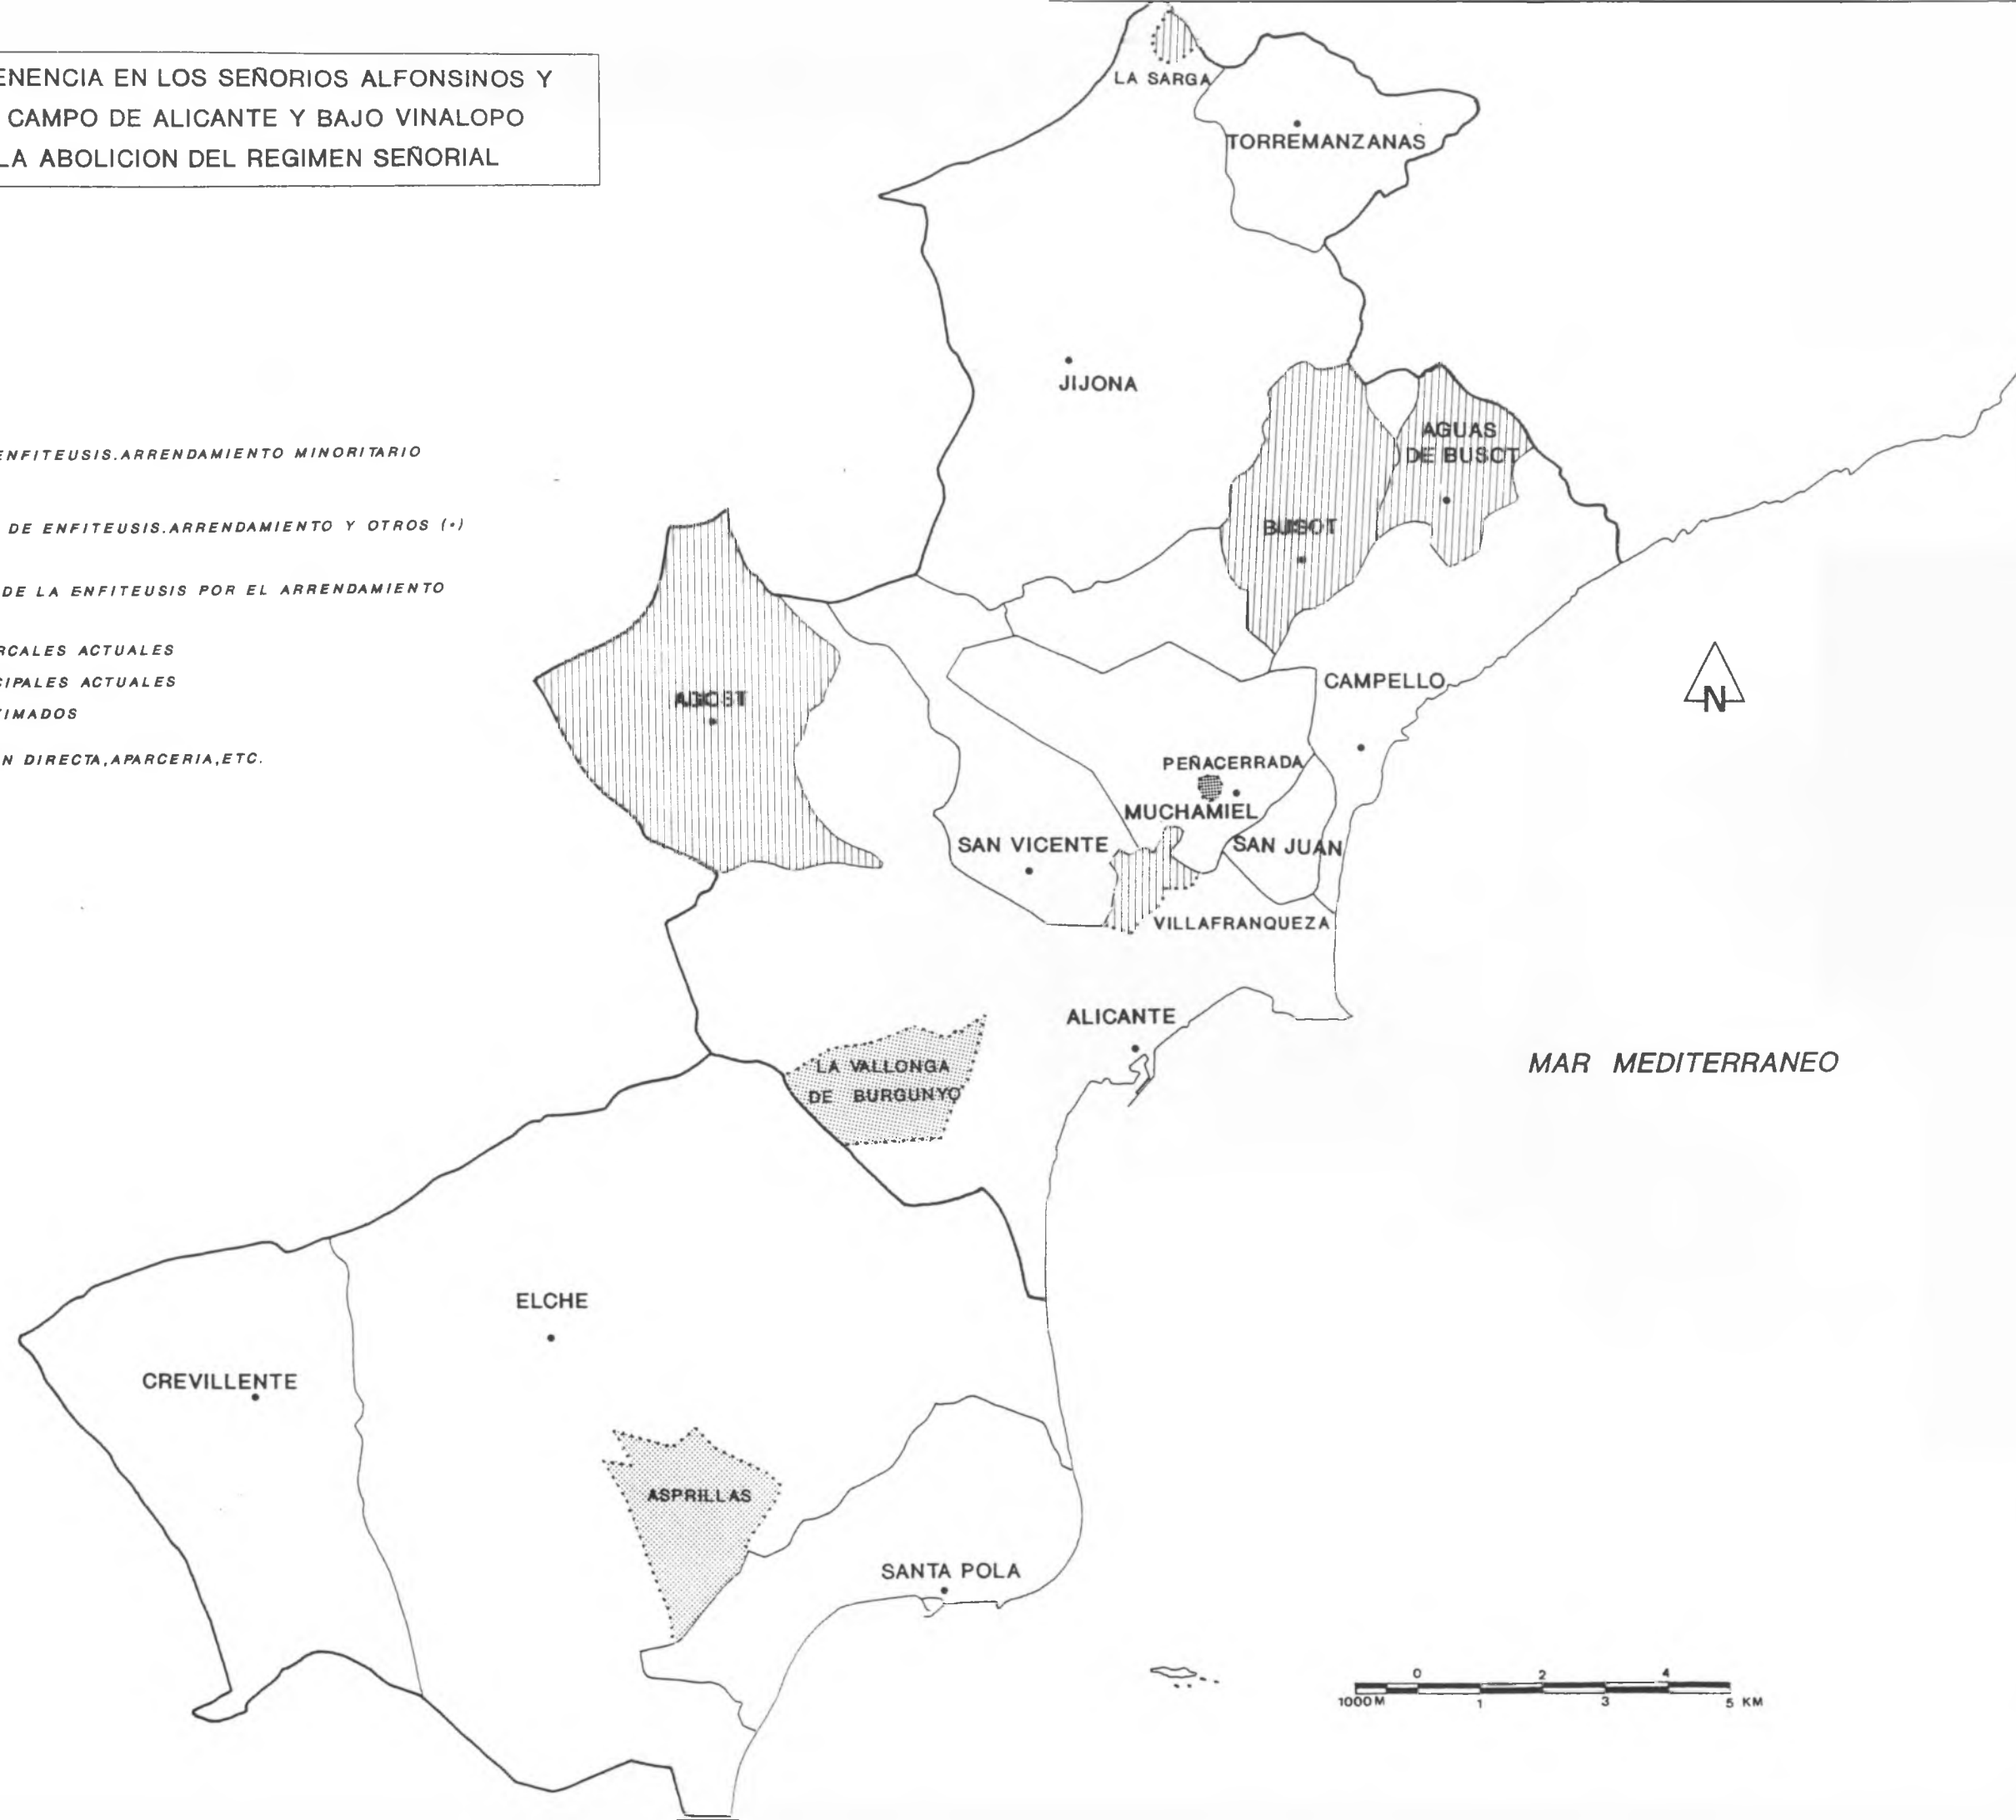 ENENCIA EN LOS SEÑORIOS ALFONSINOS Y
CAMPO DE ALICANTE Y BAJO VINALOPO
LA ABOLICION DEL REGIMEN SEÑORIAL
ENFITEUSIS.ARRENDAMIENTO MINORITARIO
DE ENFITEUSIS.ARRENDAMIENTO Y OTROS (•)
DE LA ENFITEUSIS POR EL ARRENDAMIENTO
RCALES ACTUALES
CIPALES ACTUALES
XIMADOS
N DIRECTA,APARCERIA,ETC.
LA SARGA
TORREMANZANAS
JIJONA
AGUAS
DE BUSOT
BUSOT
AGOST
CAMPELLO
N
PEÑACERRADA
MUCHAMIEL
SAN VICENTE
SAN JUAN
VILLAFRANQUEZA
ALICANTE
MAR MEDITERRANEO
LA VALLONGA
DE BURGUNYO
ELCHE
CREVILLENTE
ASPRILLAS
SANTA POLA
0 2 4
1000 M 1 3 5 KM